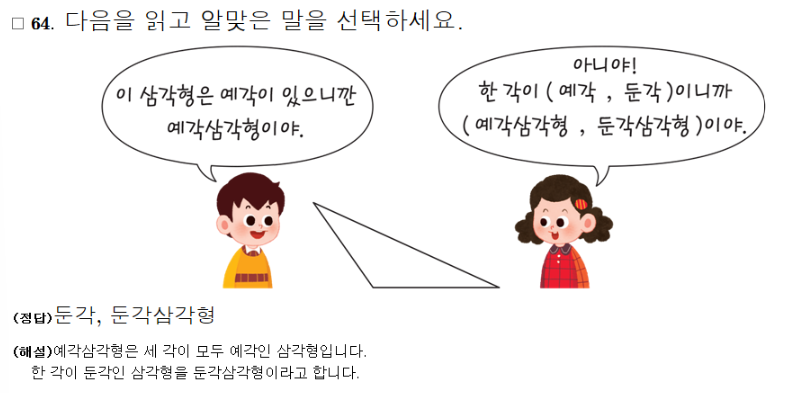 □ 64. 다음을 읽고 알맞은 말을 선택하세요.
이 삼각형은 예각이 있으니깐
예각삼각형이야.
아니야!
한 각이 ( 예각 , 둔각 )이니까
( 예각삼각형 , 둔각삼각형 )이야.
(정답)둔각, 둔각삼각형
(해설)예각삼각형은 세 각이 모두 예각인 삼각형입니다.
한 각이 둔각인 삼각형을 둔각삼각형이라고 합니다.